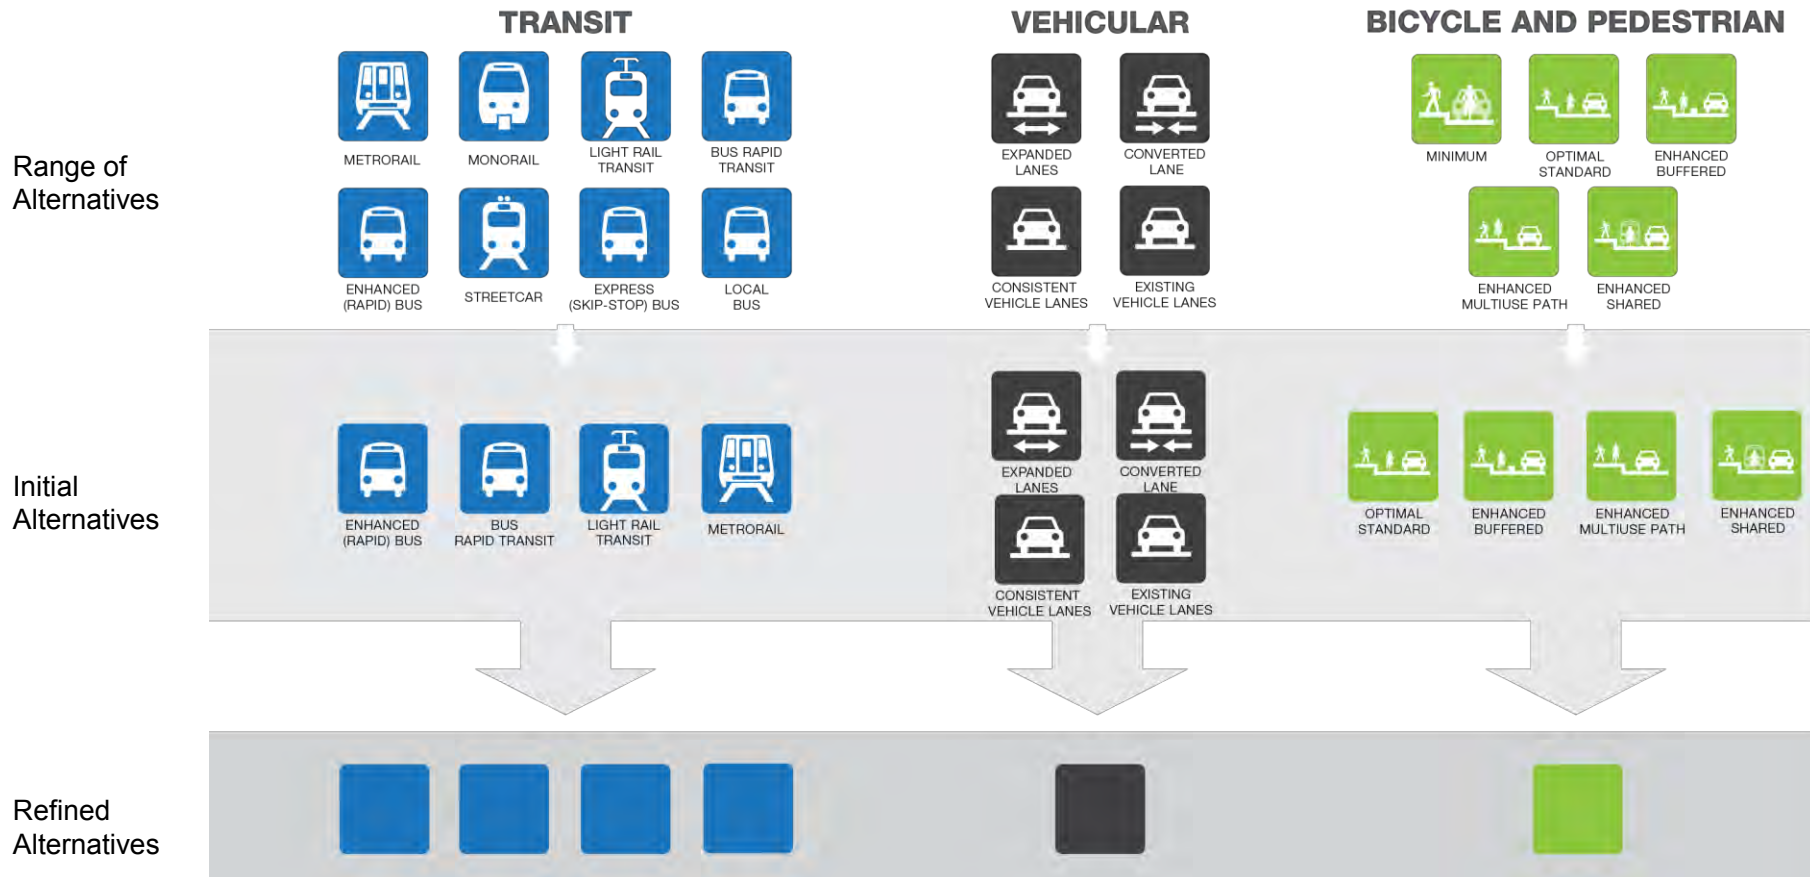 TRANSIT
VEHICULAR
BICYCLE AND PEDESTRIAN
Range of
Alternatives
METRORAIL
MONORAIL
LIGHT RAIL
TRANSIT
BUS RAPID
TRANSIT
EXPANDED
LANES
CONVERTED
LANE
MINIMUM
OPTIMAL
STANDARD
ENHANCED
BUFFERED
ENHANCED
(RAPID) BUS
STREETCAR
EXPRESS
(SKIP-STOP) BUS
LOCAL
BUS
CONSISTENT
VEHICLE LANES
EXISTING
VEHICLE LANES
ENHANCED
MULTIUSE PATH
ENHANCED
SHARED
Initial
Alternatives
ENHANCED
(RAPID) BUS
BUS
RAPID TRANSIT
LIGHT RAIL
TRANSIT
METRORAIL
EXPANDED
LANES
CONVERTED
LANE
CONSISTENT
VEHICLE LANES
EXISTING
VEHICLE LANES
OPTIMAL
STANDARD
ENHANCED
BUFFERED
ENHANCED
MULTIUSE PATH
ENHANCED
SHARED
Refined
Alternatives